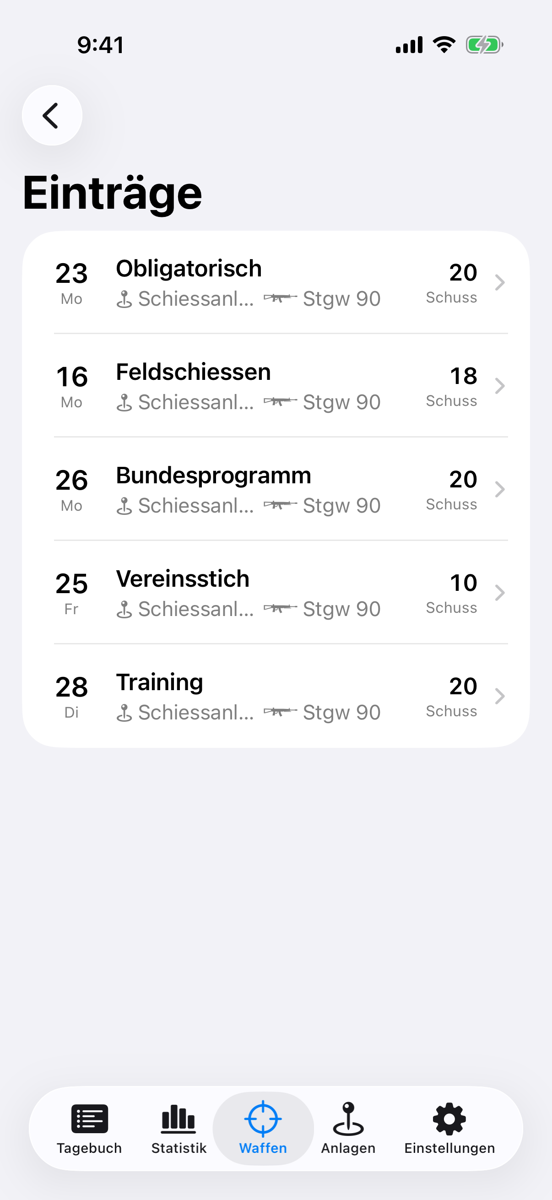 9:41
Einträge
23 Obligatorisch 20
Mo Schiessanl... Stgw 90 Schuss
16 Feldschiessen 18
Mo Schiessanl... Stgw 90 Schuss
26 Bundesprogramm 20
Mo Schiessanl... Stgw 90 Schuss
25 Vereinsstich 10
Fr Schiessanl... Stgw 90 Schuss
28 Training 20
Di Schiessanl... Stgw 90 Schuss
Tagebuch Statistik Waffen Anlagen Einstellungen